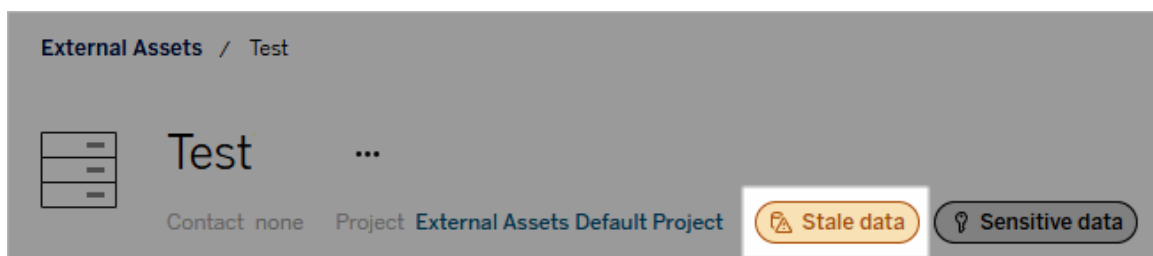 External Assets / Test
Test ...
Contact none Project External Assets Default Project Stale data Sensitive data